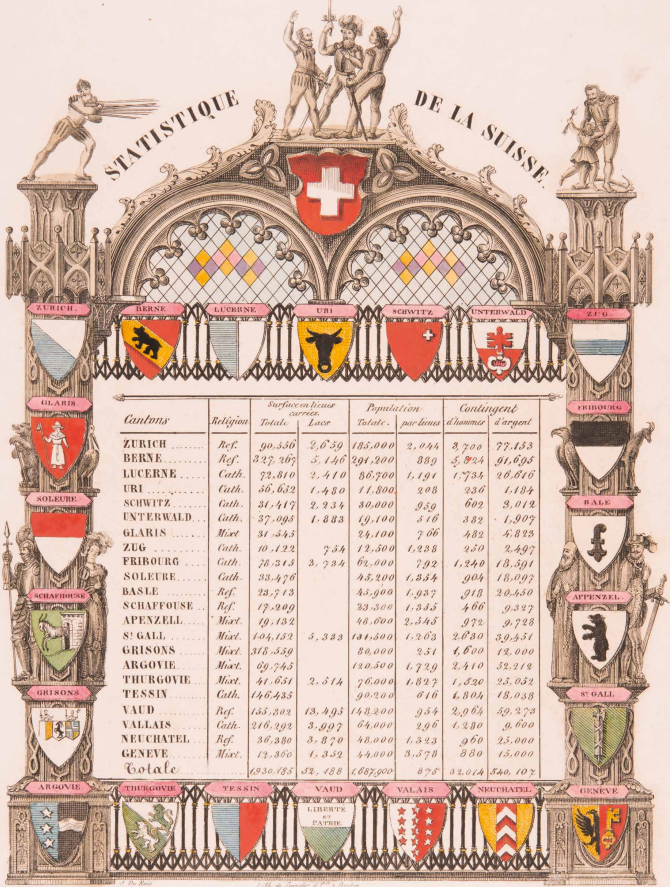 STATISTIQUE DE LA SUISSE.
ZURICH. BERNE LUCERNE URI SCHWITZ UNTERWALD ZUG.
GLARIS FRIBOURG
SOLEURE. BALE
SCHAFHOUSE APPENZEL.
GRISONS St GALL
Cantons Religion Surface en lieues carrées. Population Contingent
Totale Lacs Totale. par lieues d'hommes d'argent
ZURICH Ref. 90,556 2,659 185,000 2,044 3,700 77,153
BERNE Ref. 327,267 5,146 291,200 889 5,824 91,695
LUCERNE Cath. 72,810 2,410 86,700 1,191 1,734 26,616
URI Cath. 56,652 1,480 11,800 208 236 1,184
SCHWITZ Cath. 31,417 2,234 30,000 959 602 3,012
UNTERWALD Cath. 37,095 1,883 19,100 516 382 1,907
GLARIS Mixt 31,545 24,100 766 482 4,823
ZUG Cath. 10,122 754 12,500 1,238 250 2,497
FRIBOURG Cath. 78,315 3,734 62,000 792 1,240 18,591
SOLEURE Cath. 33,476 45,200 1,354 904 18,097
BASLE Ref. 23,713 45,900 1,937 918 20,450
SCHAFFOUSE Ref. 17,209 23,300 1,355 466 9,327
APENZELL Mixt. 19,132 48,600 2,545 972 9,728
St GALL Mixt. 104,152 5,333 131,500 1,263 2,630 39,451
GRISONS Mixt. 318,559 80,000 251 1,600 12,000
ARGOVIE Mixt. 69,745 120,500 1,729 2,410 52,212
THURGOVIE Mixt. 41,651 2,514 76,000 1,827 1,520 25,052
TESSIN Cath. 146,435 90,200 616 1,804 18,038
VAUD Ref. 155,302 13,495 148,200 954 2,964 59,273
VALLAIS Cath. 216,292 3,997 64,000 296 1,280 9,600
NEUCHATEL Ref. 36,380 3,870 48,000 1,323 960 25,000
GENEVE Mixt. 12,360 1,352 44,000 3,578 880 15,000
Totale 1,930,185 52,188 1,687,900 875 32,014 540,107
ARGOVIE THURGOVIE TESSIN VAUD VALAIS NEUCHATEL GENEVE
LIBERTE
ET
PATRIE.